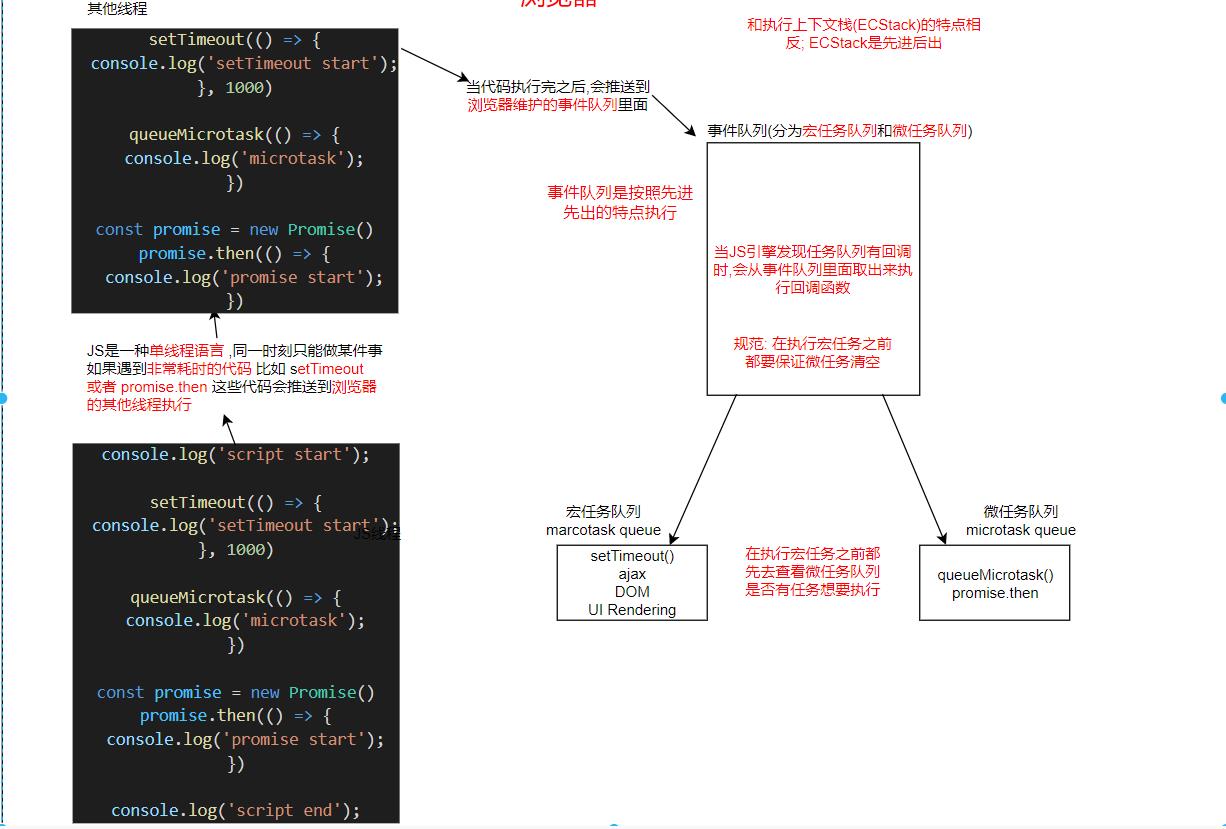 其他线程
浏览器
和执行上下文栈(ECStack)的特点相
反; ECStack是先进后出
setTimeout(() => {
console.log('setTimeout start');
}, 1000)
queueMicrotask(() => {
console.log('microtask');
})
const promise = new Promise()
promise.then(() => {
console.log('promise start');
})
当代码执行完之后,会推送到
浏览器维护的事件队列里面
事件队列(分为宏任务队列和微任务队列)
事件队列是按照先进
先出的特点执行
当JS引擎发现任务队列有回调
时,会从事件队列里面取出来执
行回调函数
规范: 在执行宏任务之前
都要保证微任务清空
JS是一种单线程语言 ,同一时刻只能做某件事
如果遇到非常耗时的代码 比如 setTimeout
或者 promise.then 这些代码会推送到浏览器
的其他线程执行
console.log('script start');
setTimeout(() => {
console.log('setTimeout start');
JS线程
}, 1000)
queueMicrotask(() => {
console.log('microtask');
})
const promise = new Promise()
promise.then(() => {
console.log('promise start');
})
console.log('script end');
宏任务队列
marcotask queue
setTimeout()
ajax
DOM
UI Rendering
在执行宏任务之前都
先去查看微任务队列
是否有任务想要执行
微任务队列
microtask queue
queueMicrotask()
promise.then